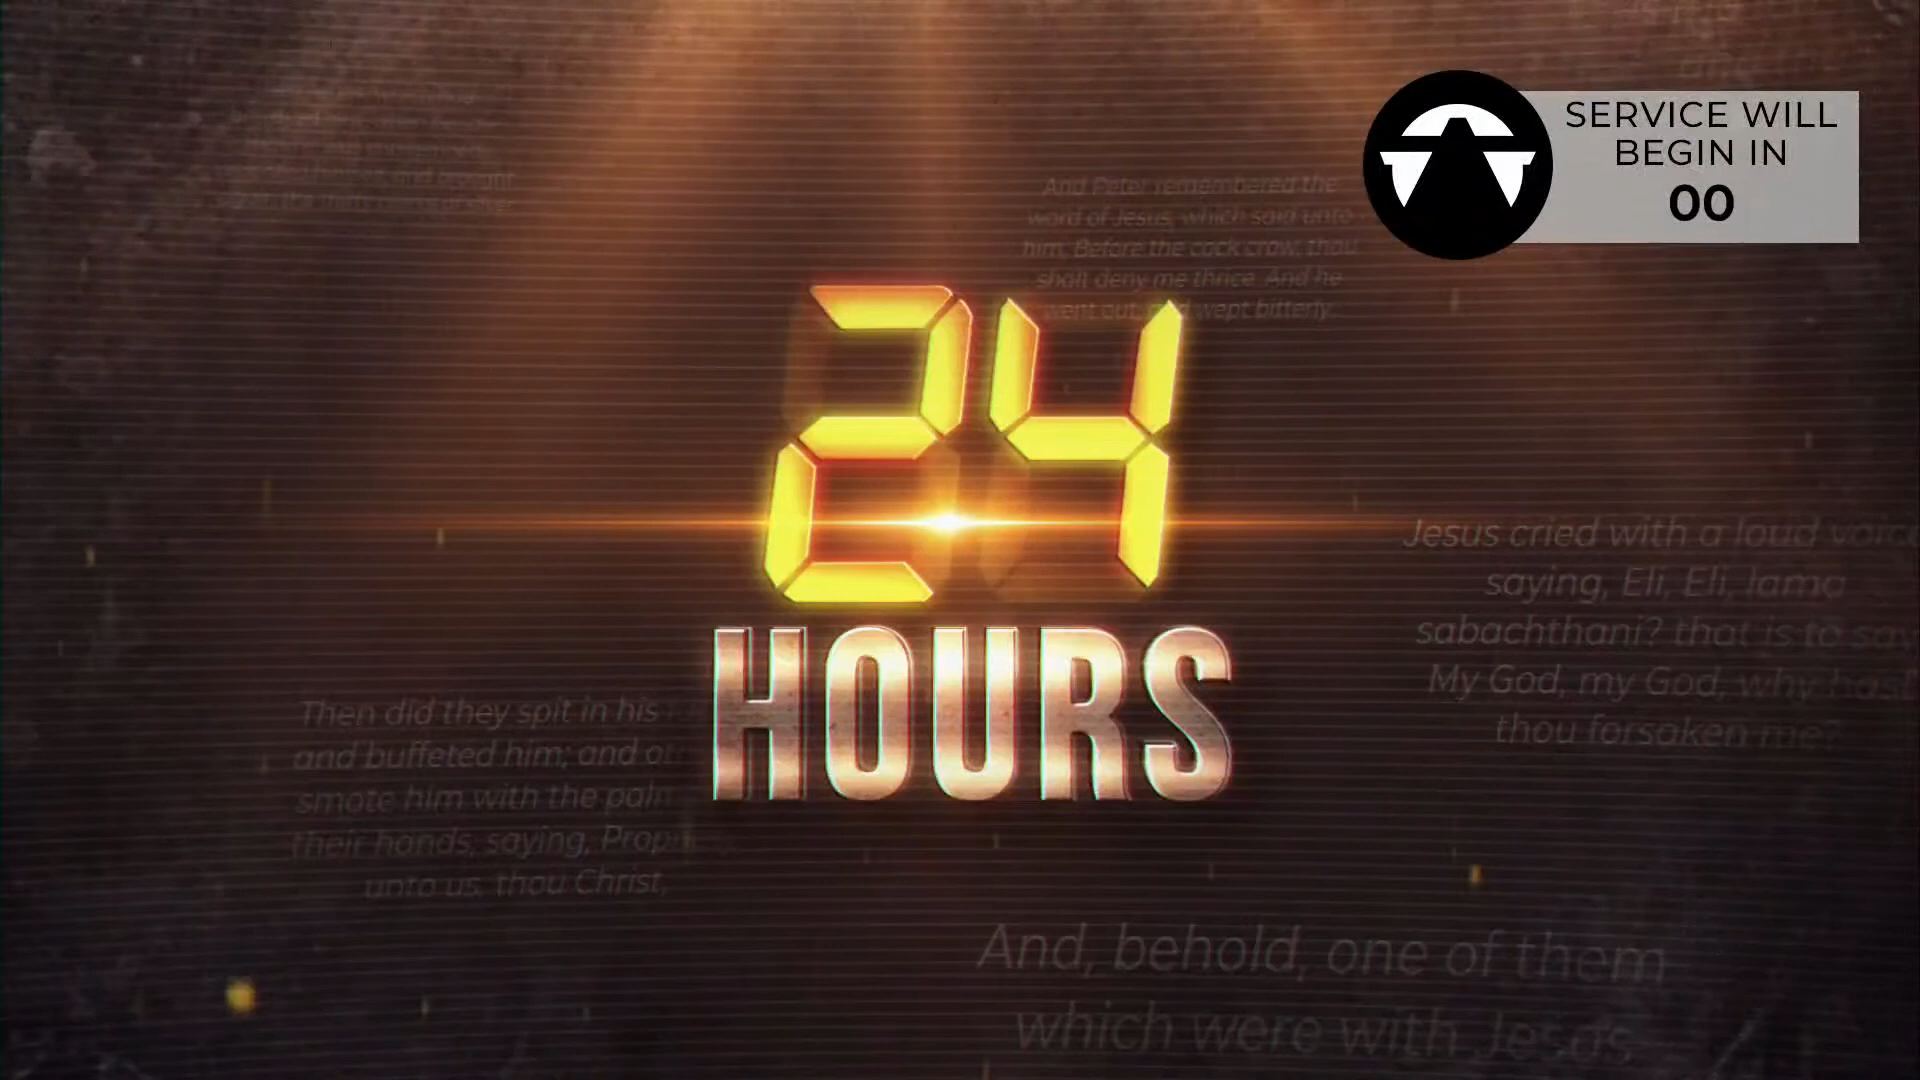 SERVICE WILL
BEGIN IN
00
And Peter remembered the
word of Jesus, which said unto
him, Before the cock crow, thou
shalt deny me thrice. And he
went out, wept bitterly.
24
HOURS
Jesus cried with a loud voice
saying, Eli, Eli, lama
sabachthani? that is to say
My God, my God, why hast
thou forsaken me?
Then did they spit in his
and buffeted him; and
smote him with the palm
their hands, saying,
unto us, thou Christ,
And, behold, one of them
which were with Jesus